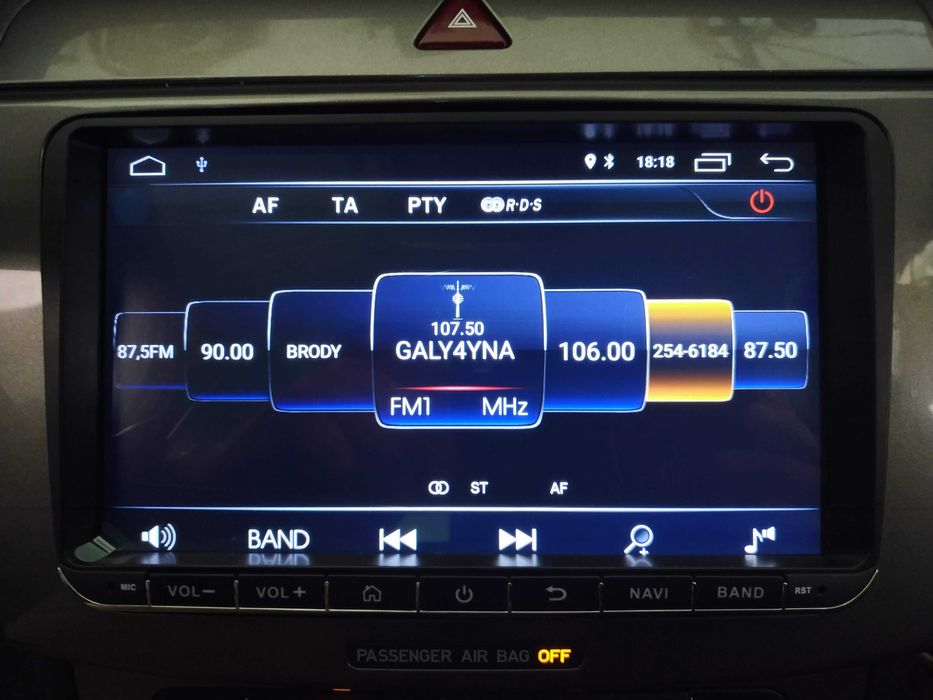 18:18
AF TA PTY R·D·S
87,5FM 90.00 BRODY 107.50 GALY4YNA 106.00 254-6184 87.50
FM1 MHz
ST AF
BAND
MIC VOL− VOL+ NAVI BAND RST
PASSENGER AIR BAG OFF